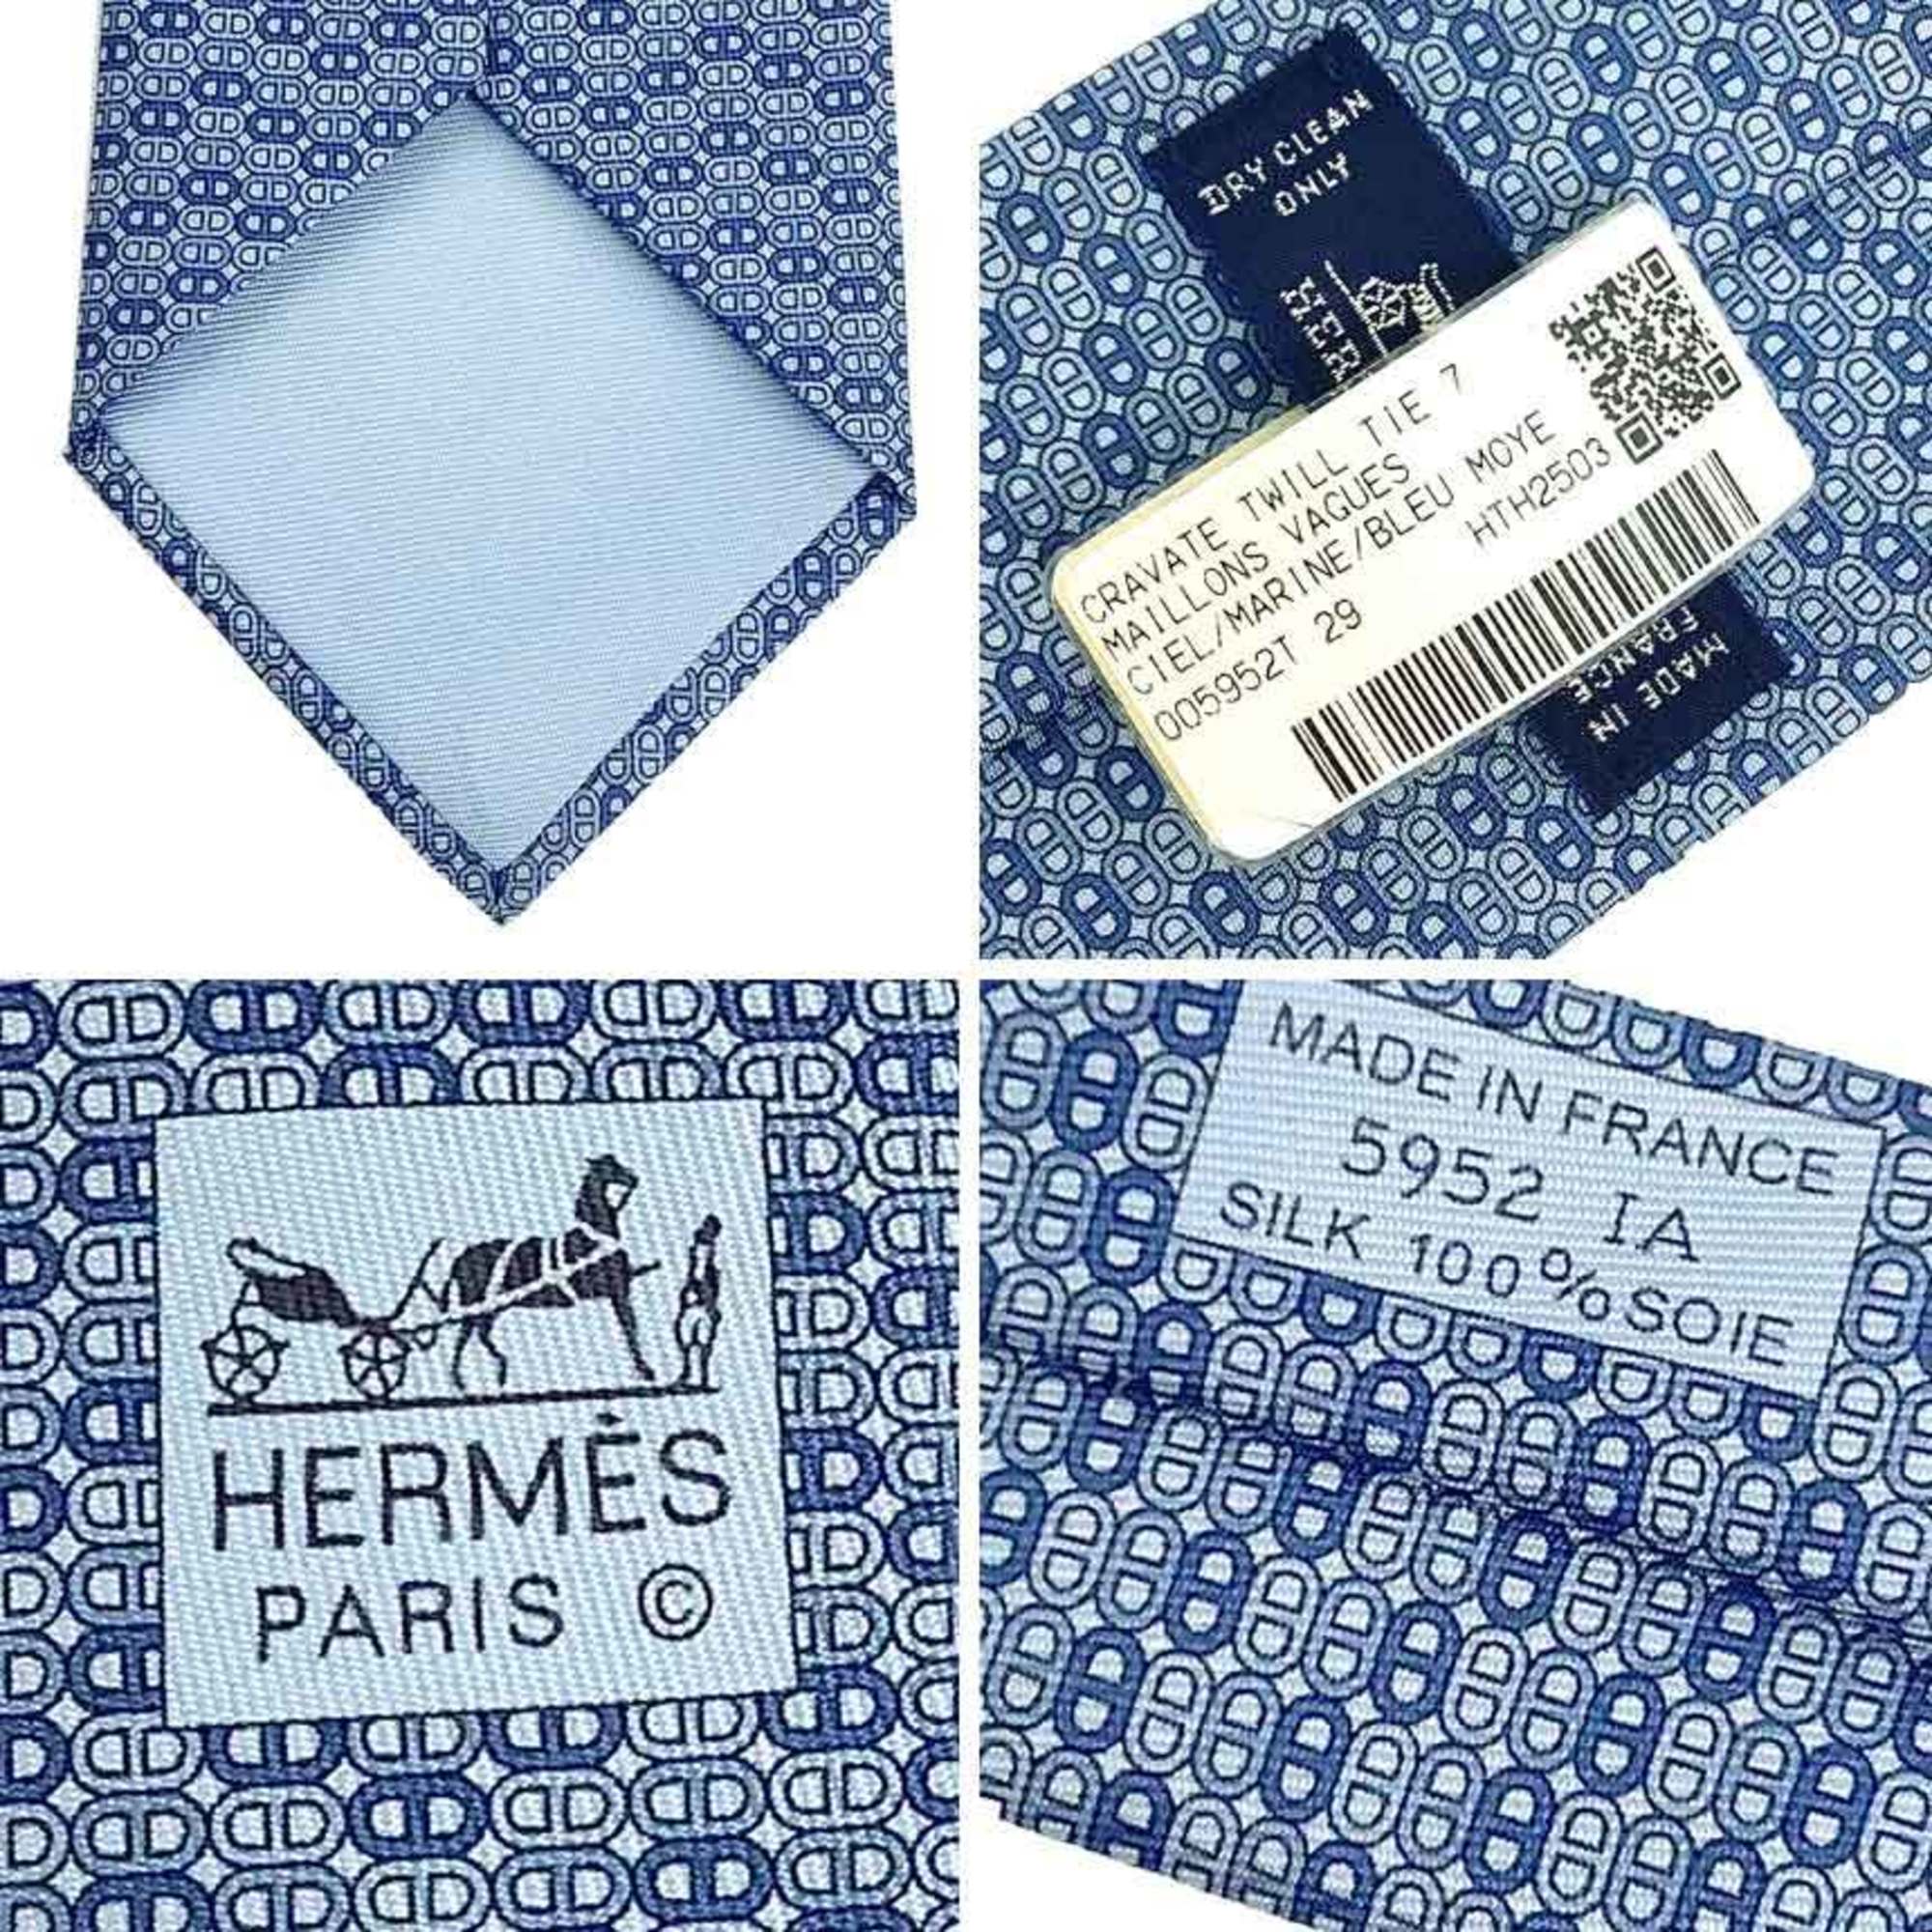 DRY CLEAN
ONLY
CRAVATE TWILL TIE 7
MAILLONS VAGUES
CIEL/MARINE/BLEU MOYE
HTH2503
005952T 29
MADE IN
FRANCE
HERMÈS
PARIS ©
MADE IN FRANCE
5952 IA
SILK 100% SOIE